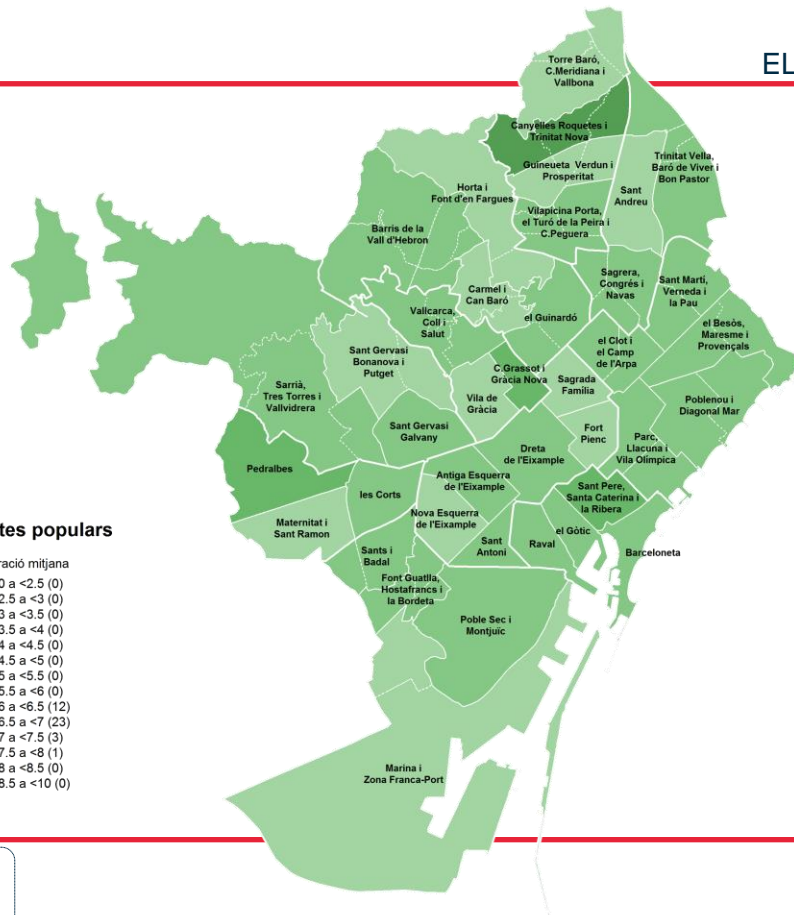 EL
Torre Baró,
C.Meridiana i
Vallbona
Canyelles Roquetes i
Trinitat Nova
Guineueta Verdun i
Prosperitat
Trinitat Vella,
Baró de Viver i
Bon Pastor
Sant
Andreu
Horta i
Font d'en Fargues
Vilapicina Porta,
el Turó de la Peira i
C.Peguera
Barris de la
Vall d'Hebron
Sagrera,
Congrés i
Navas
Sant Martí,
Verneda i
la Pau
Carmel i
Can Baró
Vallcarca,
Coll i
Salut
el Guinardó
el Besòs,
Maresme i
Provençals
el Clot i
el Camp
de l'Arpa
Sant Gervasi
Bonanova i
Putget
C.Grassot i
Gràcia Nova
Sagrada
Família
Sarrià,
Tres Torres i
Vallvidrera
Vila de
Gràcia
Poblenou i
Diagonal Mar
Sant Gervasi
Galvany
Fort
Pienc
Parc,
Llacuna i
Vila Olímpica
Dreta
de l'Eixample
Pedralbes
Antiga Esquerra
de l'Eixample
les Corts
Sant Pere,
Santa Caterina i
la Ribera
Nova Esquerra
de l'Eixample
Maternitat i
Sant Ramon
el Gòtic
Sant
Antoni
Raval
Barceloneta
Sants i
Badal
Font Guatlla,
Hostafrancs i
la Bordeta
Poble Sec i
Montjuïc
Marina i
Zona Franca-Port
tes populars
ració mitjana
0 a <2.5 (0)
2.5 a <3 (0)
3 a <3.5 (0)
3.5 a <4 (0)
4 a <4.5 (0)
4.5 a <5 (0)
5 a <5.5 (0)
5.5 a <6 (0)
6 a <6.5 (12)
6.5 a <7 (23)
7 a <7.5 (3)
7.5 a <8 (1)
8 a <8.5 (0)
8.5 a <10 (0)